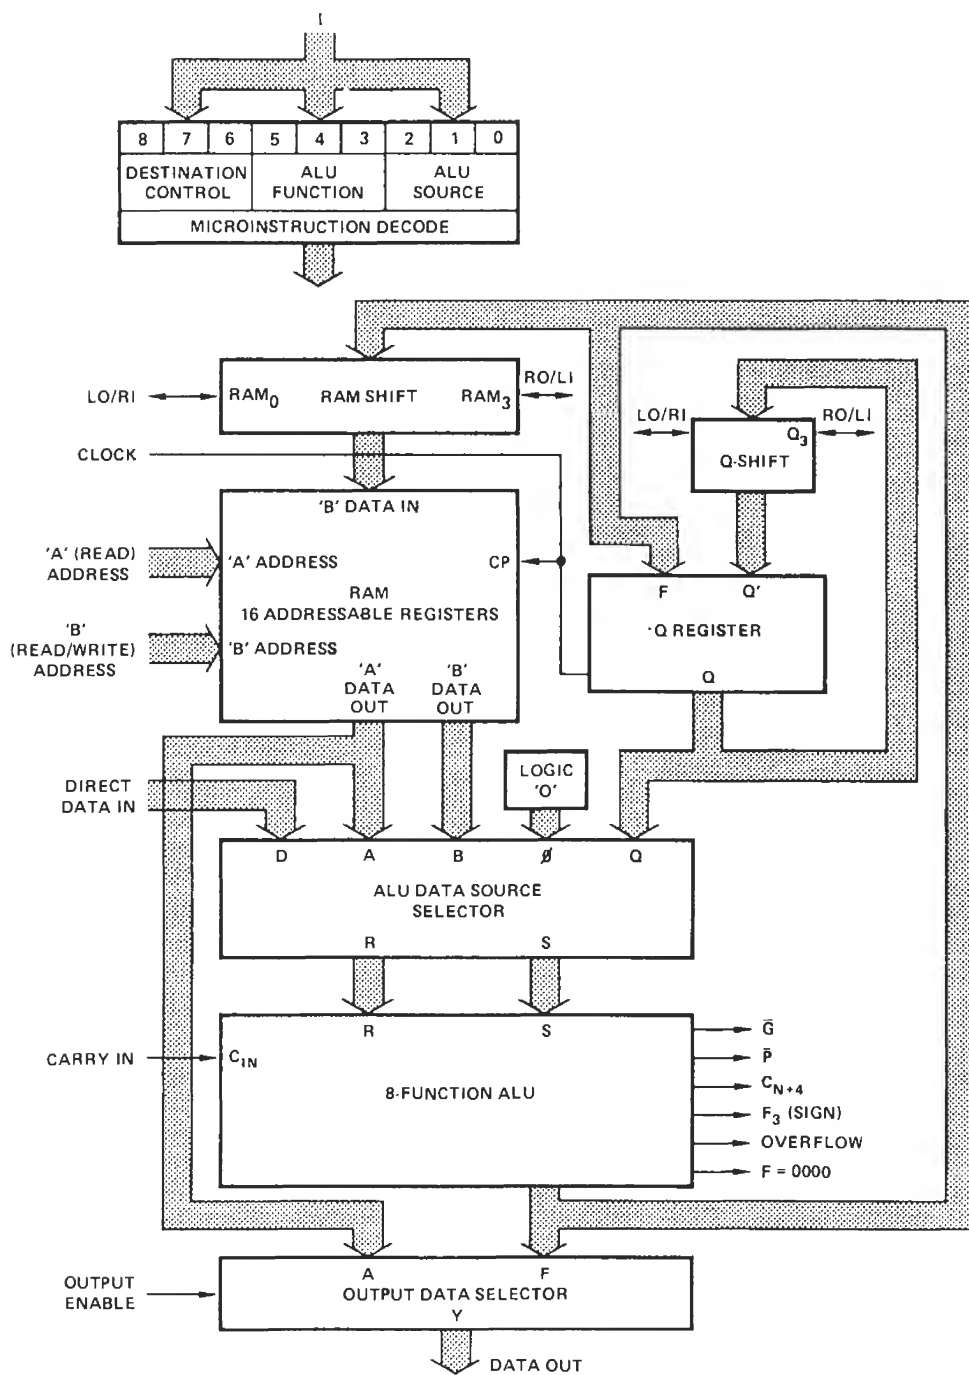 I
8 7 6 5 4 3 2 1 0
DESTINATION CONTROL
ALU FUNCTION
ALU SOURCE
MICROINSTRUCTION DECODE
LO/RI
RAM0
RAM SHIFT
RAM3
RO/LI
LO/RI
RO/LI
Q3
Q-SHIFT
CLOCK
'B' DATA IN
'A' (READ)
ADDRESS
'A' ADDRESS
CP
RAM
16 ADDRESSABLE REGISTERS
'B'
(READ/WRITE)
ADDRESS
'B' ADDRESS
'A'
DATA
OUT
'B'
DATA
OUT
F
Q'
Q REGISTER
Q
DIRECT
DATA IN
LOGIC
'O'
D A B Ø Q
ALU DATA SOURCE
SELECTOR
R S
R S
CARRY IN
CIN
8-FUNCTION ALU
G̅
P̅
CN+4
F3 (SIGN)
OVERFLOW
F = 0000
OUTPUT
ENABLE
A F
OUTPUT DATA SELECTOR
Y
DATA OUT